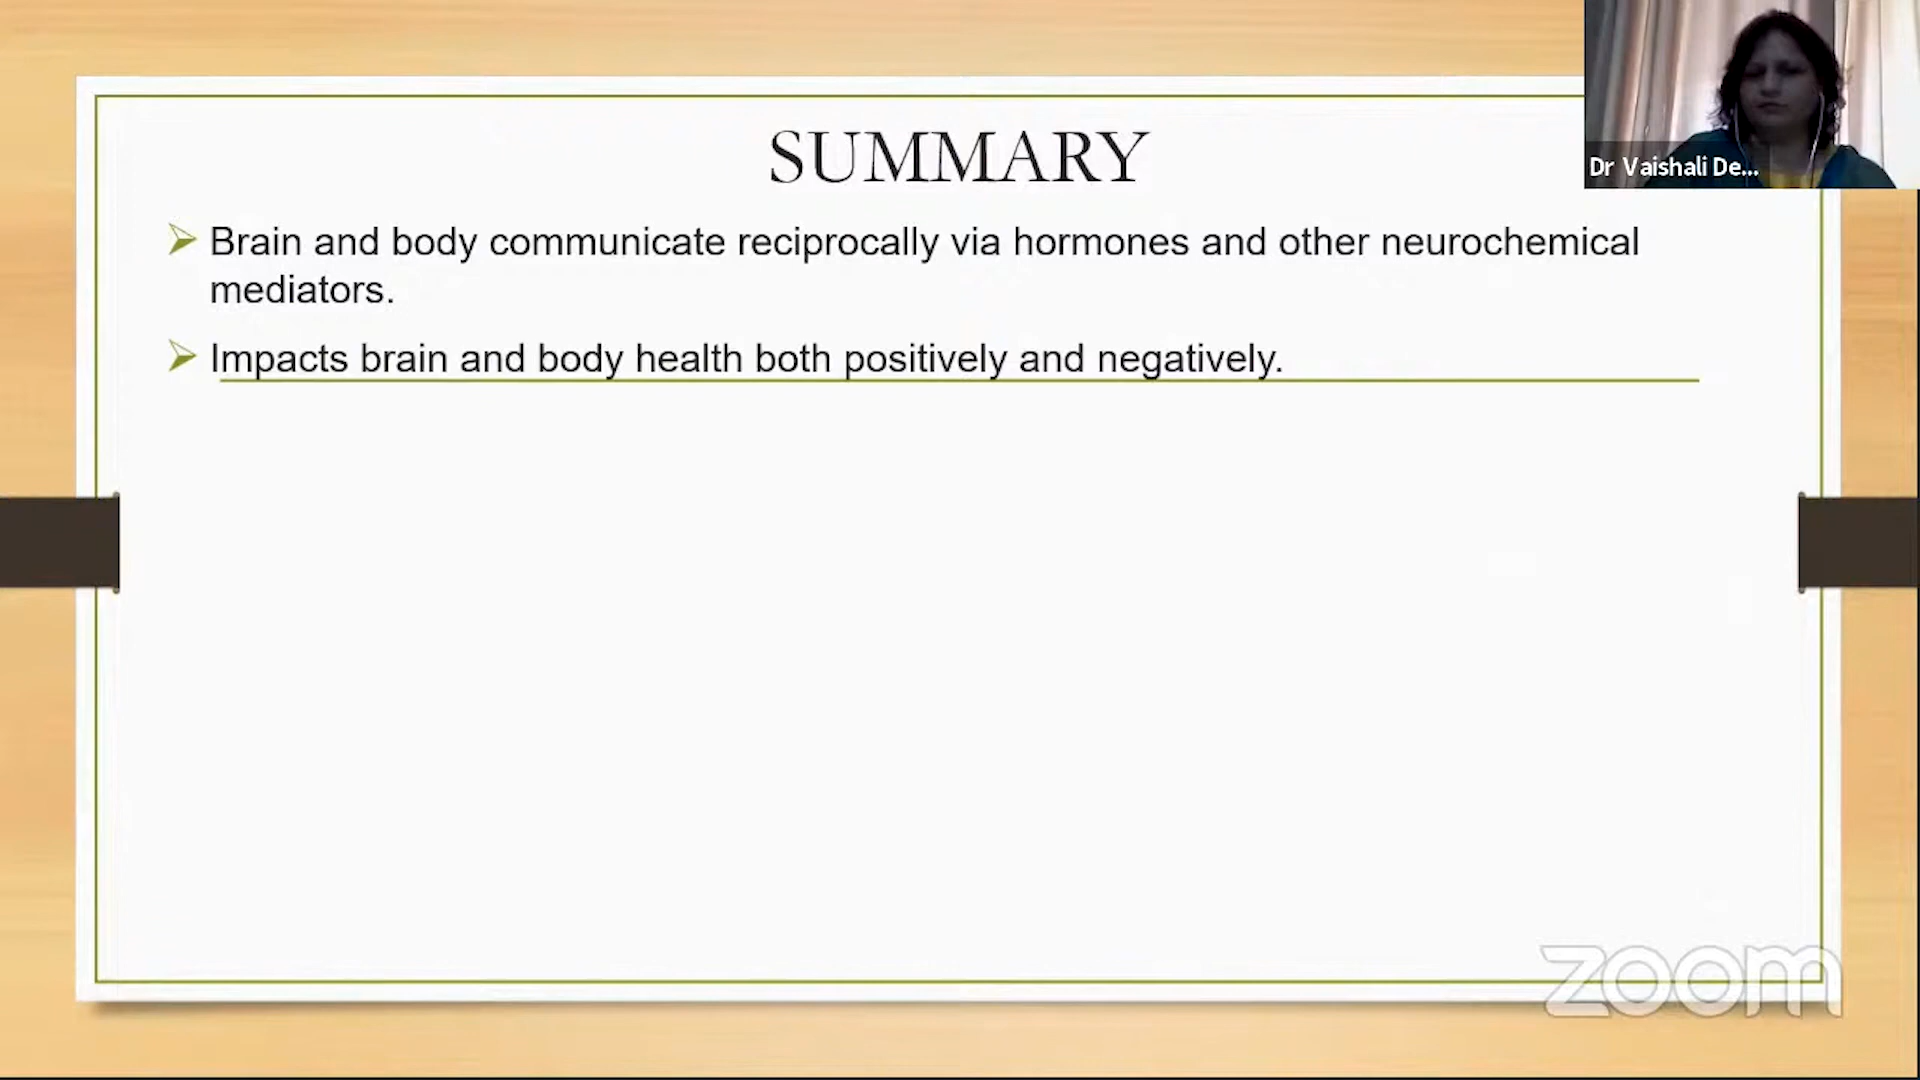 SUMMARY
Dr Vaishali De...
Brain and body communicate reciprocally via hormones and other neurochemical
mediators.
Impacts brain and body health both positively and negatively.
zoom